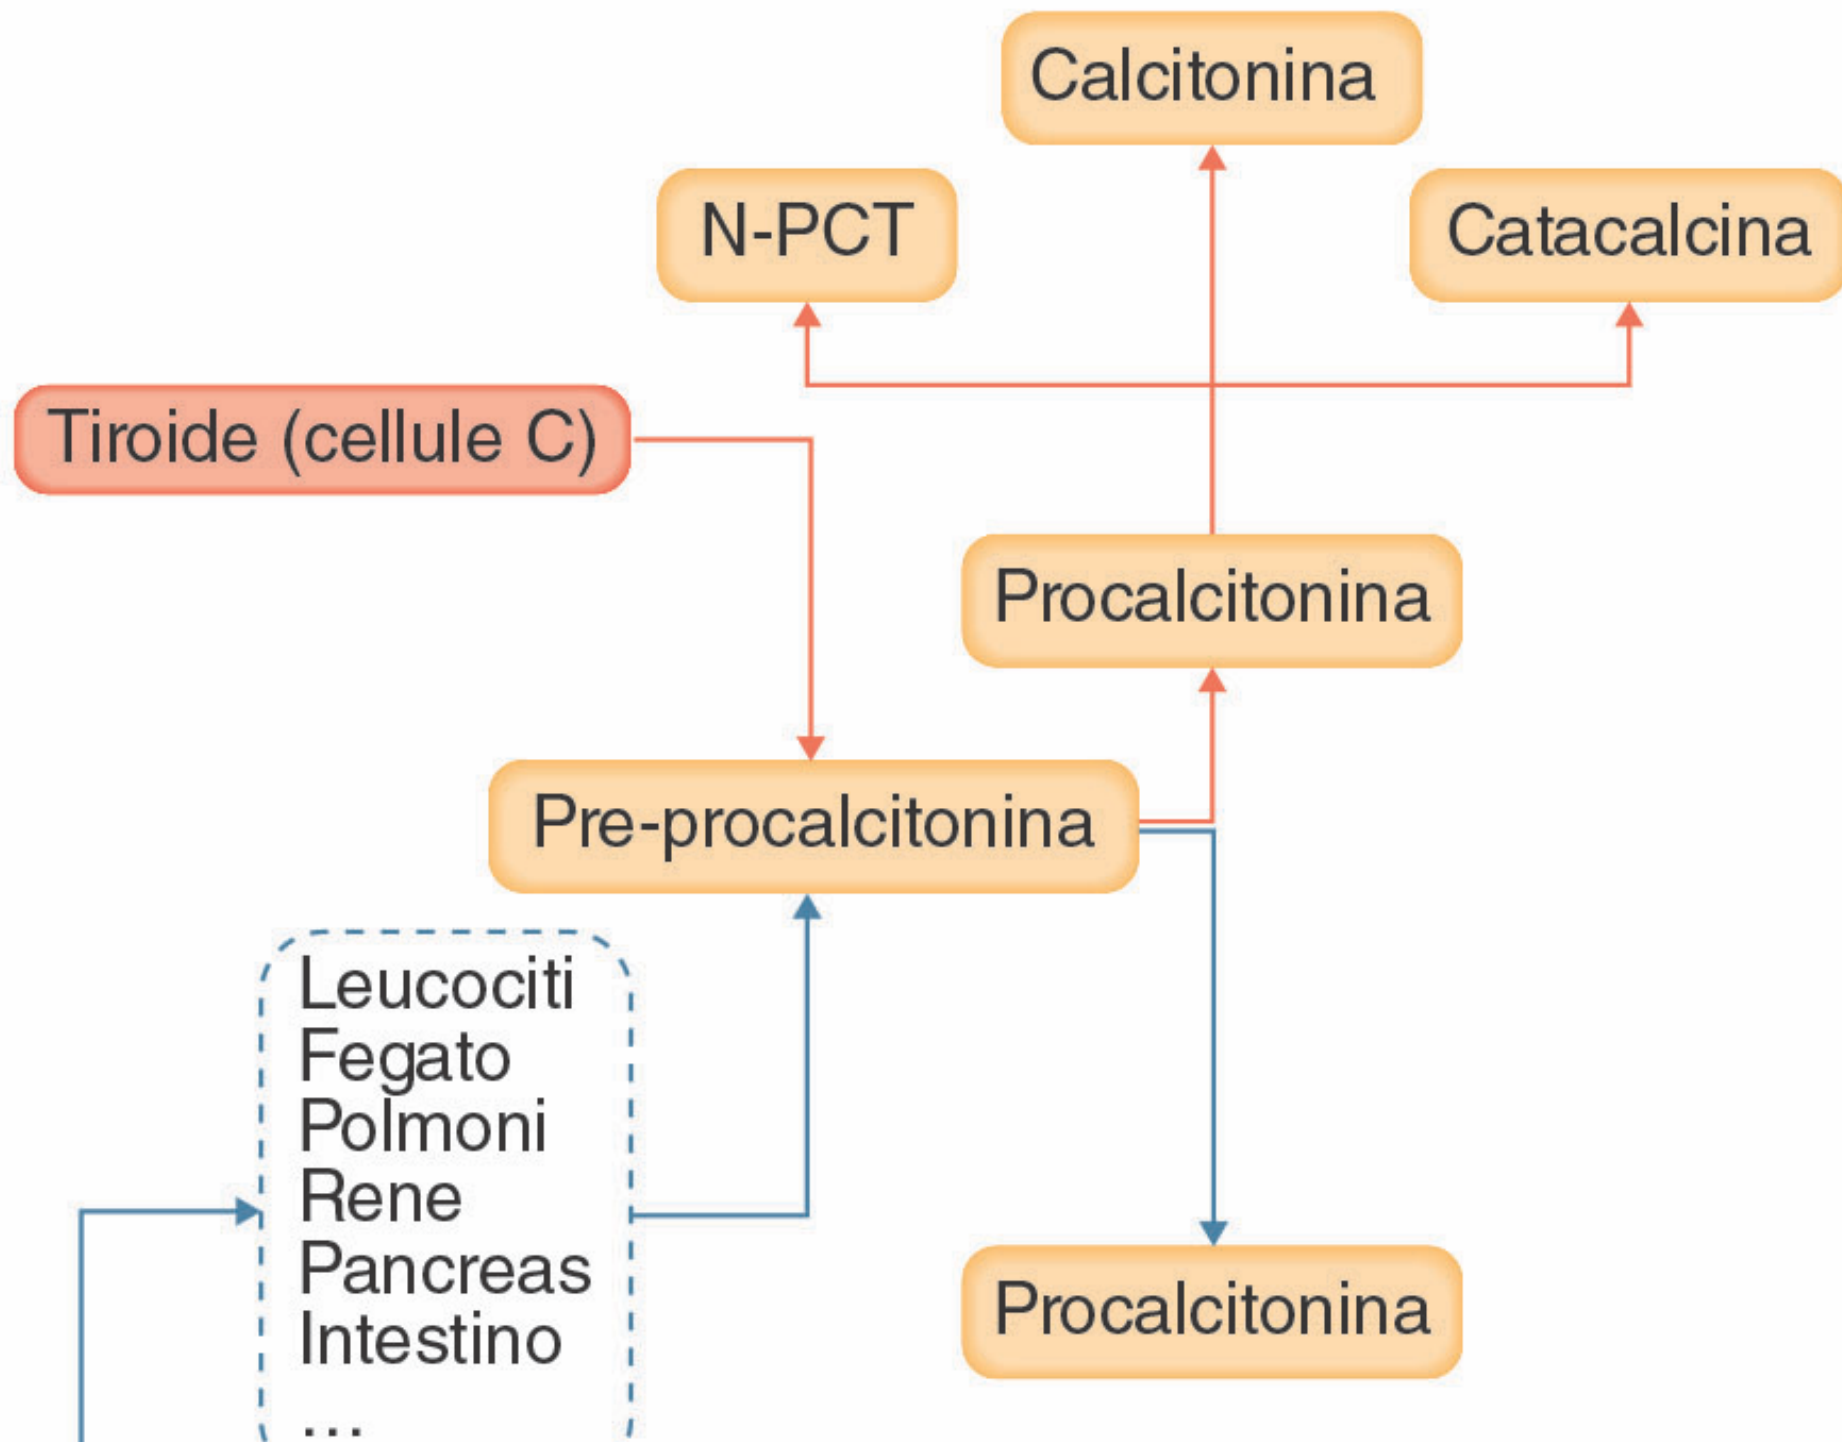 Calcitonina
N-PCT
Catacalcina
Tiroide (cellule C)
Procalcitonina
Pre-procalcitonina
Leucociti
Fegato
Polmoni
Rene
Pancreas
Intestino
...
Procalcitonina